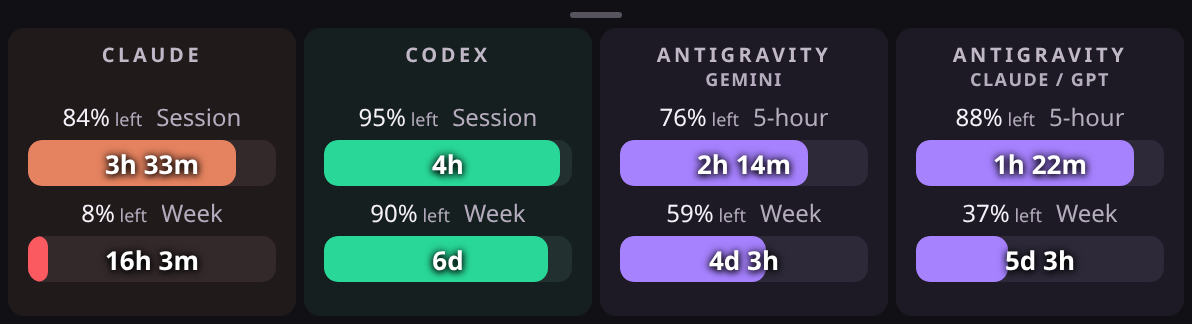 CLAUDE
84% left Session
3h 33m
8% left Week
16h 3m
CODEX
95% left Session
4h
90% left Week
6d
ANTIGRAVITY
GEMINI
76% left 5-hour
2h 14m
59% left Week
4d 3h
ANTIGRAVITY
CLAUDE / GPT
88% left 5-hour
1h 22m
37% left Week
5d 3h